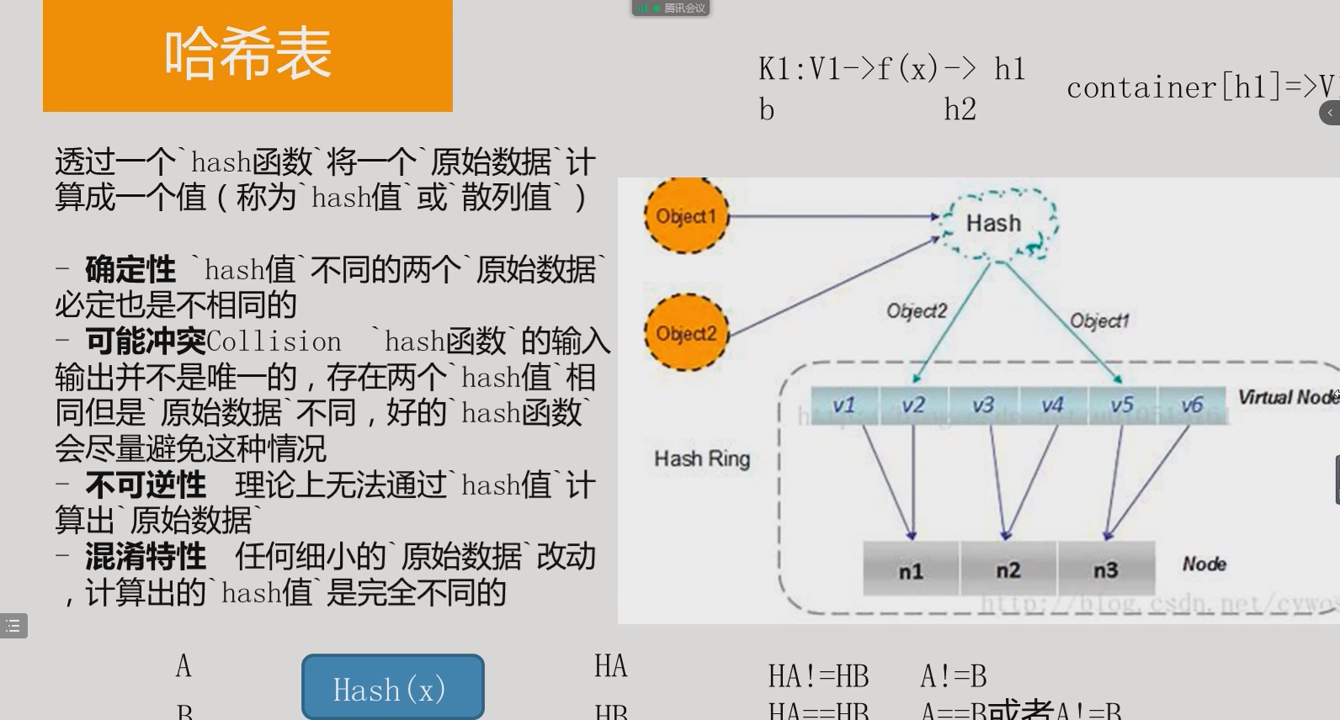 腾讯会议
哈希表
K1:V1->f(x)-> h1
b h2
container[h1]=>V
透过一个`hash函数`将一个`原始数据`计
算成一个值（称为`hash值`或`散列值`）
- 确定性 `hash值`不同的两个`原始数据`
必定也是不相同的
- 可能冲突Collision `hash函数`的输入
输出并不是唯一的，存在两个`hash值`相
同但是`原始数据`不同，好的`hash函数`
会尽量避免这种情况
- 不可逆性 理论上无法通过`hash值`计
算出`原始数据`
- 混淆特性 任何细小的`原始数据`改动
，计算出的`hash值`是完全不同的
Object1
Hash
Object2
Object2
Object1
v1 v2 v3 v4 v5 v6
Virtual Node
Hash Ring
n1 n2 n3
Node
http://blog.csdn.net/cywos
A
Hash(x)
HA
HA!=HB A!=B
B
HB
HA==HB A==B或者A!=B